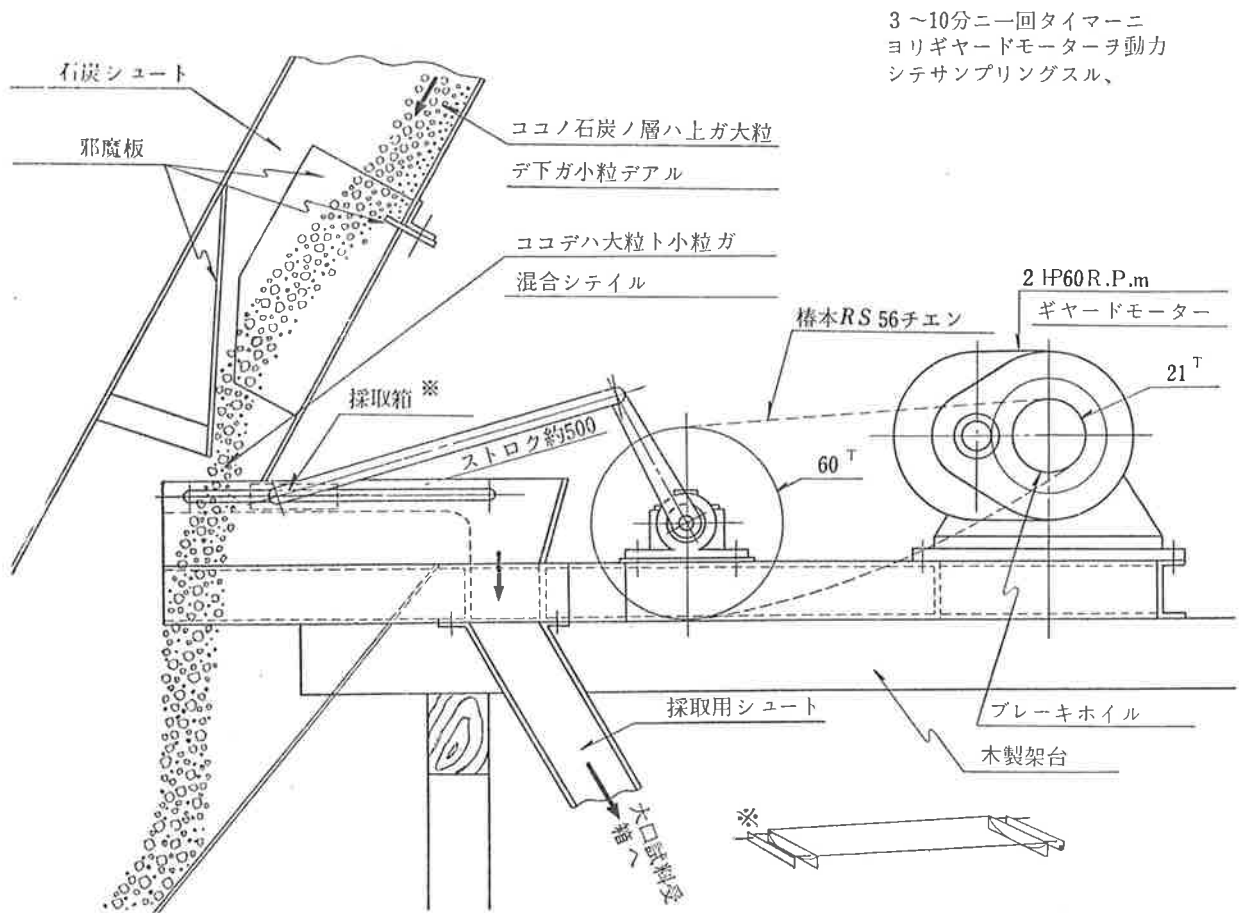 3～10分ニ一回タイマーニ
ヨリギヤードモーターヲ動力
シテサンプリングスル、
石炭シュート
邪魔板
ココノ石炭ノ層ハ上ガ大粒
デ下ガ小粒デアル
ココデハ大粒ト小粒ガ
混合シテイル
2 HP60R.P.m
ギヤードモーター
椿本RS56チエン
21T
採取箱※
ストロク約500
60T
採取用シュート
ブレーキホイル
木製架台
大口試料受
箱へ
※